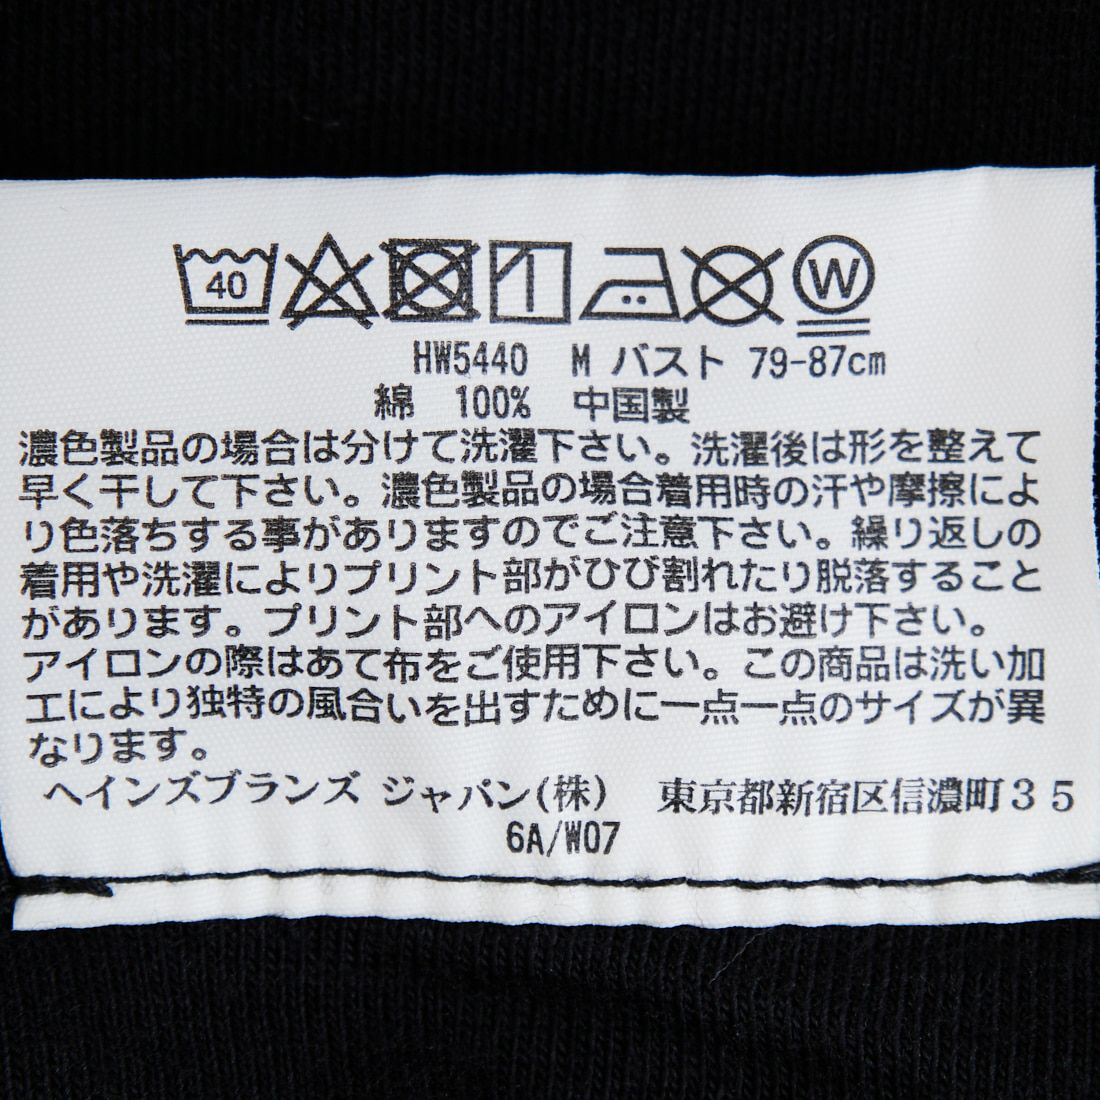 40 W
HW5440 M バスト 79-87cm
綿 100% 中国製
濃色製品の場合は分けて洗濯下さい。洗濯後は形を整えて
早く干して下さい。濃色製品の場合着用時の汗や摩擦によ
り色落ちする事がありますのでご注意下さい。繰り返しの
着用や洗濯によりプリント部がひび割れたり脱落すること
があります。プリント部へのアイロンはお避け下さい。
アイロンの際はあて布をご使用下さい。この商品は洗い加
工により独特の風合いを出すために一点一点のサイズが異
なります。
ヘインズブランズ ジャパン(株) 東京都新宿区信濃町35
6A/W07